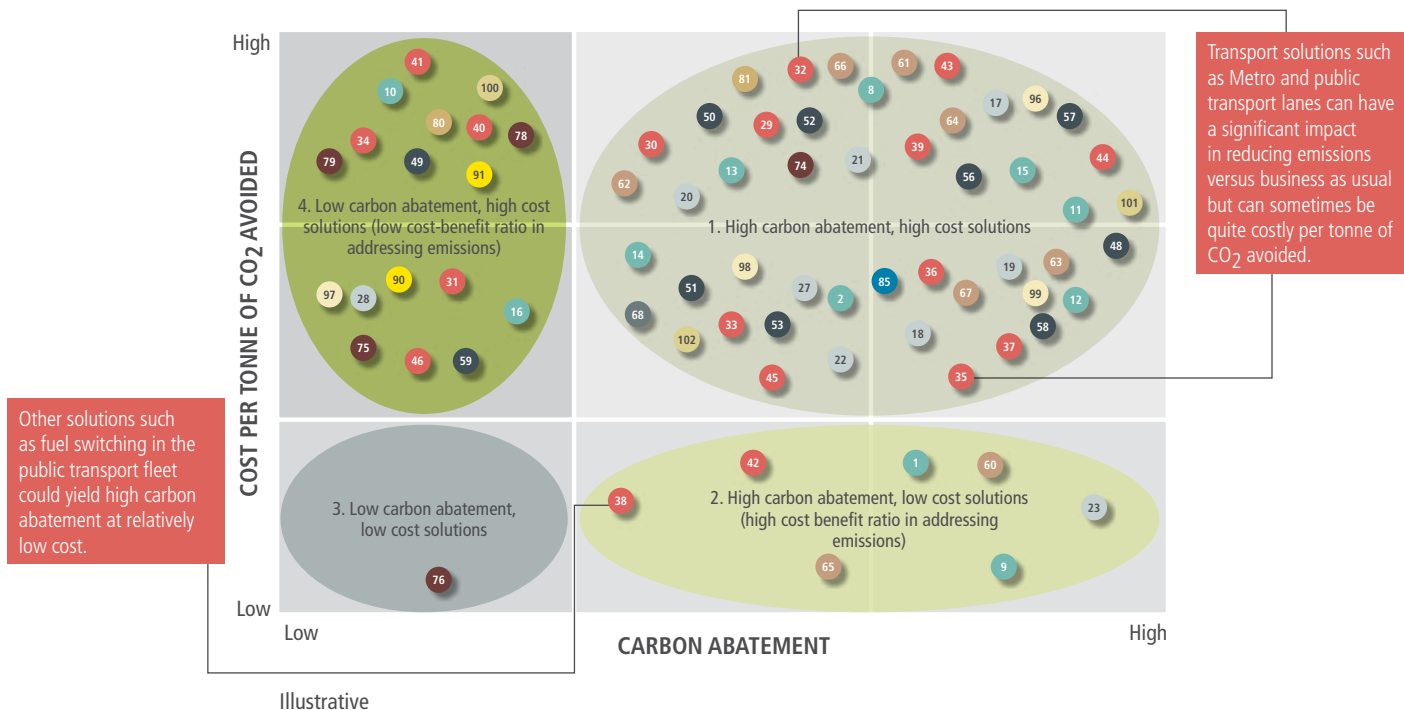 High
41
10
100
80
40
78
34
79
49
91
4. Low carbon abatement, high cost
solutions (low cost-benefit ratio in
addressing emissions)
90
31
97
28
16
75
46
59
COST PER TONNE OF CO2 AVOIDED
81
32
66
61
43
8
17
96
57
50
29
52
64
30
39
44
13
74
21
56
15
62
20
11
101
1. High carbon abatement, high cost solutions
48
14
98
19
63
51
27
2
85
36
67
99
12
68
33
53
18
58
102
22
37
45
35
Transport solutions such
as Metro and public
transport lanes can have
a significant impact
in reducing emissions
versus business as usual
but can sometimes be
quite costly per tonne of
CO2 avoided.
Other solutions such
as fuel switching in the
public transport fleet
could yield high carbon
abatement at relatively
low cost.
3. Low carbon abatement,
low cost solutions
76
42
1
60
38
23
2. High carbon abatement, low cost solutions
(high cost benefit ratio in addressing
emissions)
65
9
Low
Low
High
CARBON ABATEMENT
Illustrative